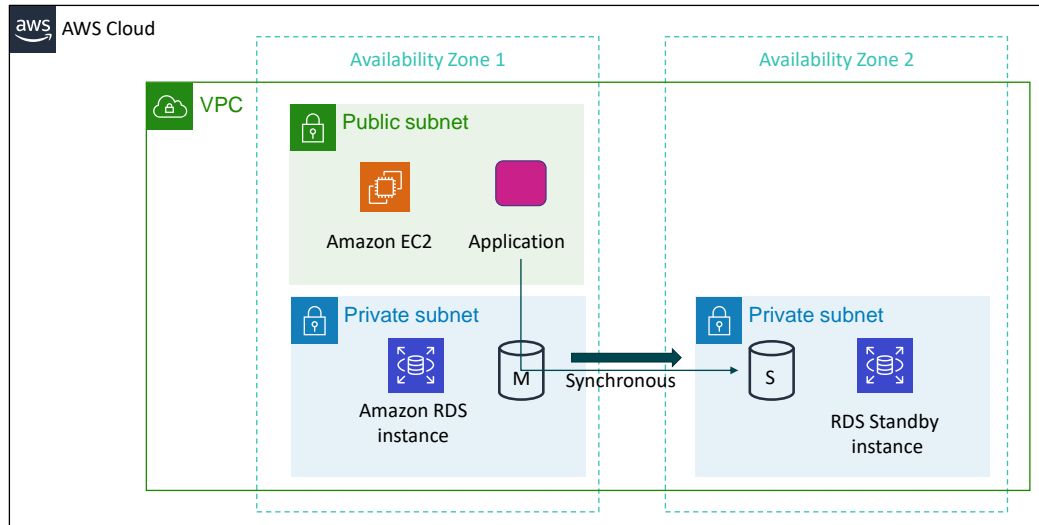 aws
AWS Cloud
Availability Zone 1
Availability Zone 2
VPC
Public subnet
Amazon EC2
Application
Private subnet
Private subnet
M
Synchronous
S
Amazon RDS
instance
RDS Standby
instance